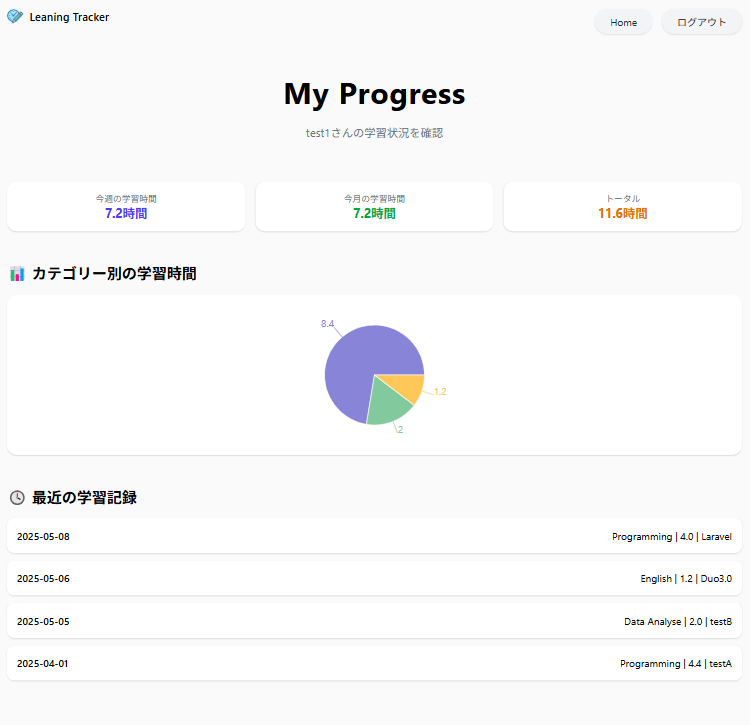 Leaning Tracker
Home
ログアウト
My Progress
test1さんの学習状況を確認
今週の学習時間
7.2時間
今月の学習時間
7.2時間
トータル
11.6時間
カテゴリー別の学習時間
8.4
1.2
2
最近の学習記録
2025-05-08 Programming | 4.0 | Laravel
2025-05-06 English | 1.2 | Duo3.0
2025-05-05 Data Analyse | 2.0 | testB
2025-04-01 Programming | 4.4 | testA